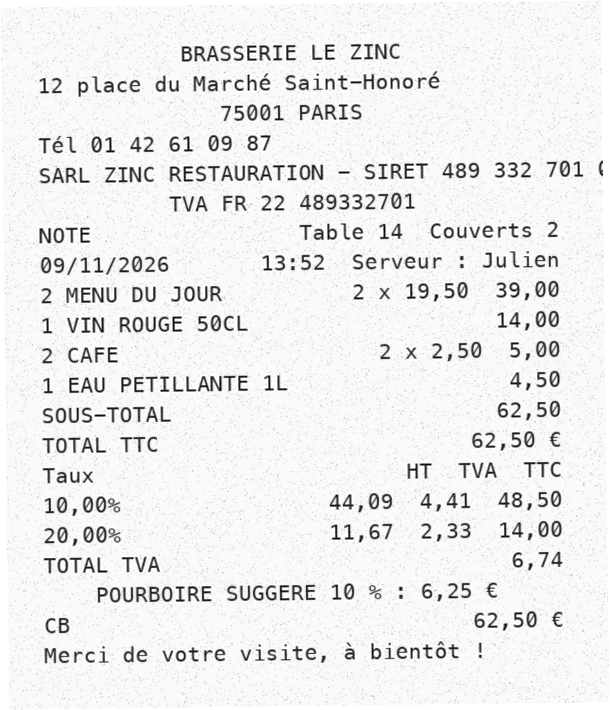 BRASSERIE LE ZINC
12 place du Marché Saint-Honoré
75001 PARIS
Tél 01 42 61 09 87
SARL ZINC RESTAURATION - SIRET 489 332 701
TVA FR 22 489332701
NOTE Table 14 Couverts 2
09/11/2026 13:52 Serveur : Julien
2 MENU DU JOUR 2 x 19,50 39,00
1 VIN ROUGE 50CL 14,00
2 CAFE 2 x 2,50 5,00
1 EAU PETILLANTE 1L 4,50
SOUS-TOTAL 62,50
TOTAL TTC 62,50 €
Taux HT TVA TTC
10,00% 44,09 4,41 48,50
20,00% 11,67 2,33 14,00
TOTAL TVA 6,74
POURBOIRE SUGGERE 10 % : 6,25 €
CB 62,50 €
Merci de votre visite, à bientôt !